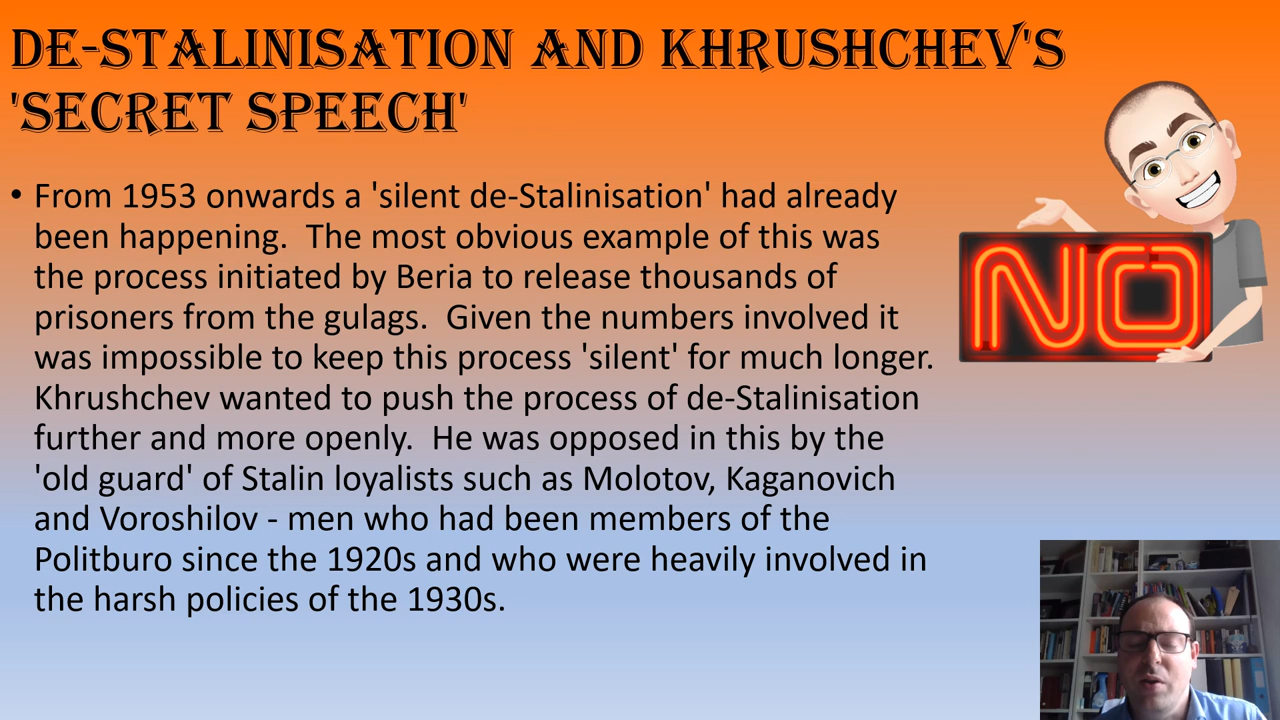 DE-STALINISATION AND KHRUSHCHEV'S
'SECRET SPEECH'
• From 1953 onwards a 'silent de-Stalinisation' had already
been happening.  The most obvious example of this was
the process initiated by Beria to release thousands of
prisoners from the gulags.  Given the numbers involved it
was impossible to keep this process 'silent' for much longer.
Khrushchev wanted to push the process of de-Stalinisation
further and more openly.  He was opposed in this by the
'old guard' of Stalin loyalists such as Molotov, Kaganovich
and Voroshilov - men who had been members of the
Politburo since the 1920s and who were heavily involved in
the harsh policies of the 1930s.
NO